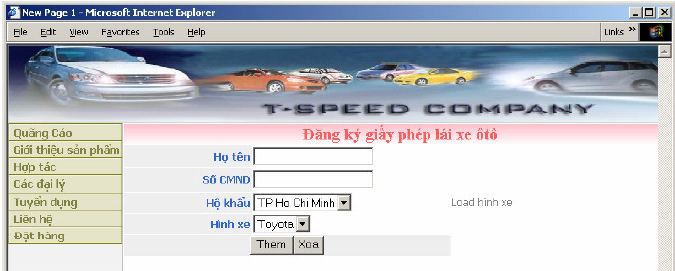 New Page 1 - Microsoft Internet Explorer
File Edit View Favorites Tools Help Links »
T-SPEED COMPANY
Quãng Cáo
Giới thiệu sản phẩm
Hợp tác
Các đại lý
Tuyển dụng
Liên hệ
Đặt hàng
Đăng ký giấy phép lái xe ôtô
Họ tên
Số CMND
Hộ khẩu TP Ho Chi Minh Load hinh xe
Hình xe Toyota
Them Xoa